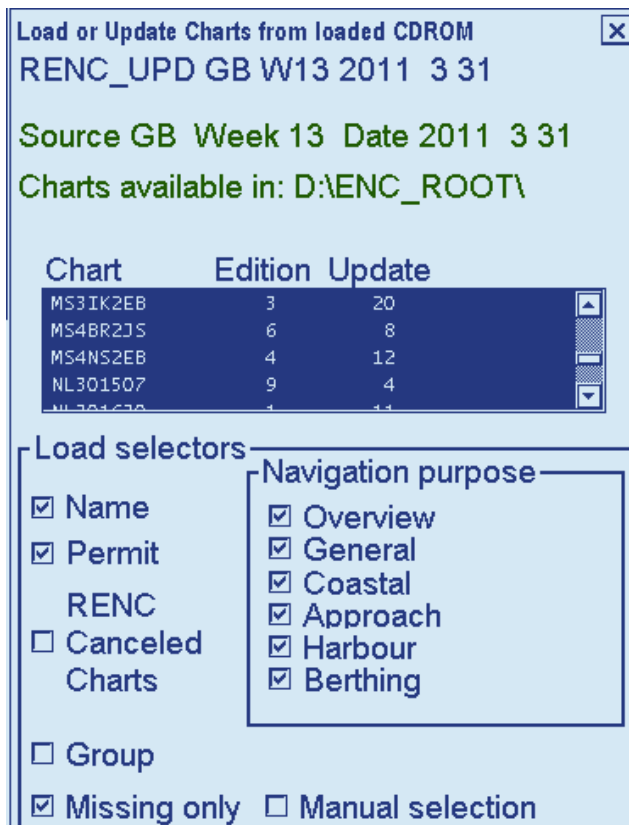 Load or Update Charts from loaded CDROM
RENC_UPD GB W13 2011 3 31
Source GB Week 13 Date 2011 3 31
Charts available in: D:\ENC_ROOT\
Chart Edition Update
MS3IK2EB 3 20
MS4BR2JS 6 8
MS4NS2EB 4 12
NL301507 9 4
Load selectors
Navigation purpose
Name
Permit
RENC
Canceled
Charts
Overview
General
Coastal
Approach
Harbour
Berthing
Group
Missing only Manual selection